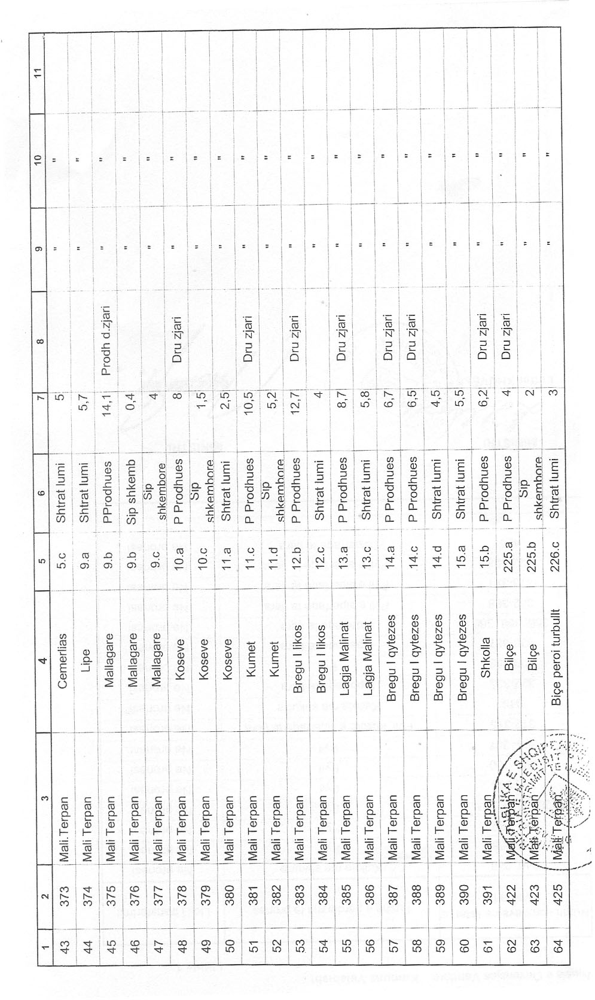 1 2 3 4 5 6 7 8 9 10 11
43 373 Mali.Terpan Cemerlias 5.c Shtrat lumi 5 " "
44 374 Mali Terpan Lipe 9.a Shtrat lumi 5,7 " "
45 375 Mali Terpan Mallagare 9.b PProdhues 14,1 Prodh d.zjari " "
46 376 Mali Terpan Mallagare 9.b Sip shkemb 0,4 " "
47 377 Mali Terpan Mallagare 9.c Sip shkembore 4 " "
48 378 Mali Terpan Koseve 10.a P Prodhues 8 Dru zjari " "
49 379 Mali Terpan Koseve 10.c Sip shkembore 1,5 " "
50 380 Mali Terpan Koseve 11.a Shtrat lumi 2,5 " "
51 381 Mali Terpan Kumet 11.c P Prodhues 10,5 Dru zjari " "
52 382 Mali Terpan Kumet 11.d Sip shkembore 5,2 " "
53 383 Mali Terpan Bregu I likos 12.b P Prodhues 12,7 Dru zjari " "
54 384 Mali Terpan Bregu I likos 12.c Shtrat lumi 4 " "
55 385 Mali Terpan Lagja Malinat 13.a P Prodhues 8,7 Dru zjari " "
56 386 Mali Terpan Lagja Malinat 13.c Shtrat lumi 5,8 " "
57 387 Mali Terpan Bregu I qytezes 14.a P Prodhues 6,7 Dru zjari " "
58 388 Mali Terpan Bregu I qytezes 14.c P Prodhues 6,5 Dru zjari " "
59 389 Mali Terpan Bregu I qytezes 14.d Shtrat lumi 4,5 " "
60 390 Mali Terpan Bregu I qytezes 15.a Shtrat lumi 5,5 " "
61 391 Mali Terpan Shkolla 15.b P Prodhues 6,2 Dru zjari " "
62 422 Mali Terpan Bilçe 225.a P Prodhues 4 Dru zjari " "
63 423 Mali Terpan Bilçe 225.b Sip shkembore 2 " "
64 425 Mali Terpan Biçe peroi turbullt 226.c Shtrat lumi 3 " "